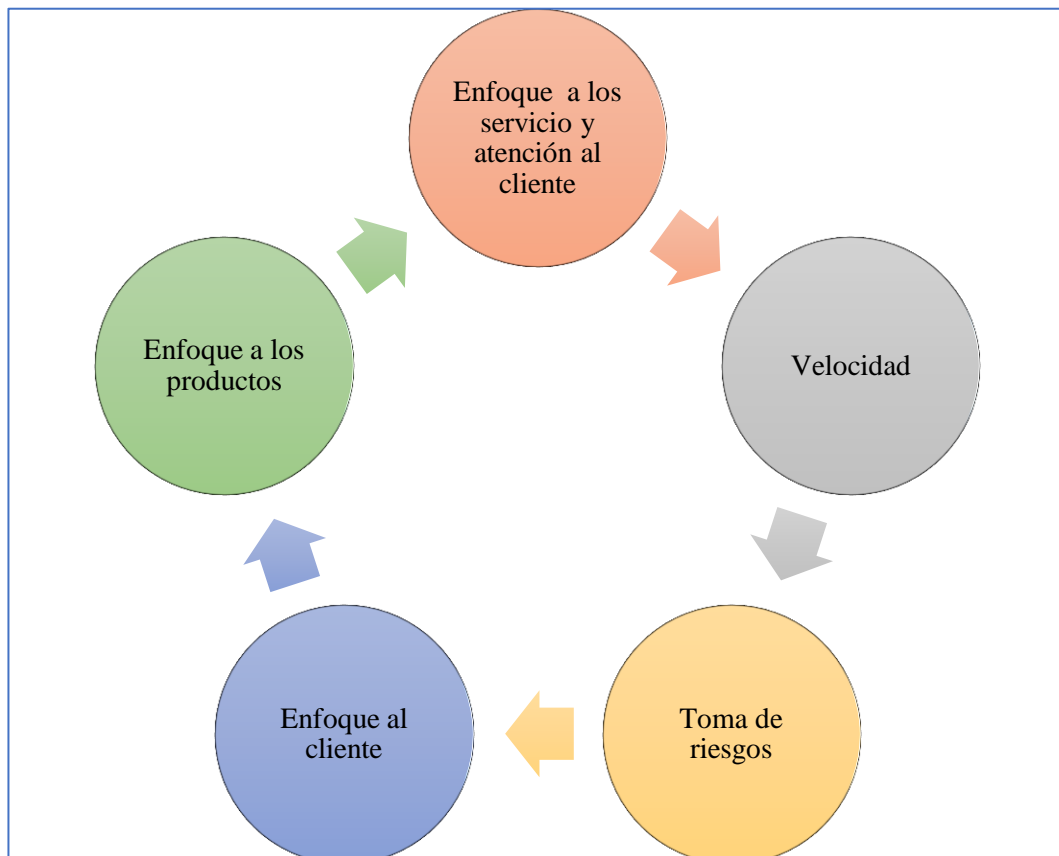 Enfoque a los
servicio y
atención al
cliente
Velocidad
Toma de
riesgos
Enfoque al
cliente
Enfoque a los
productos